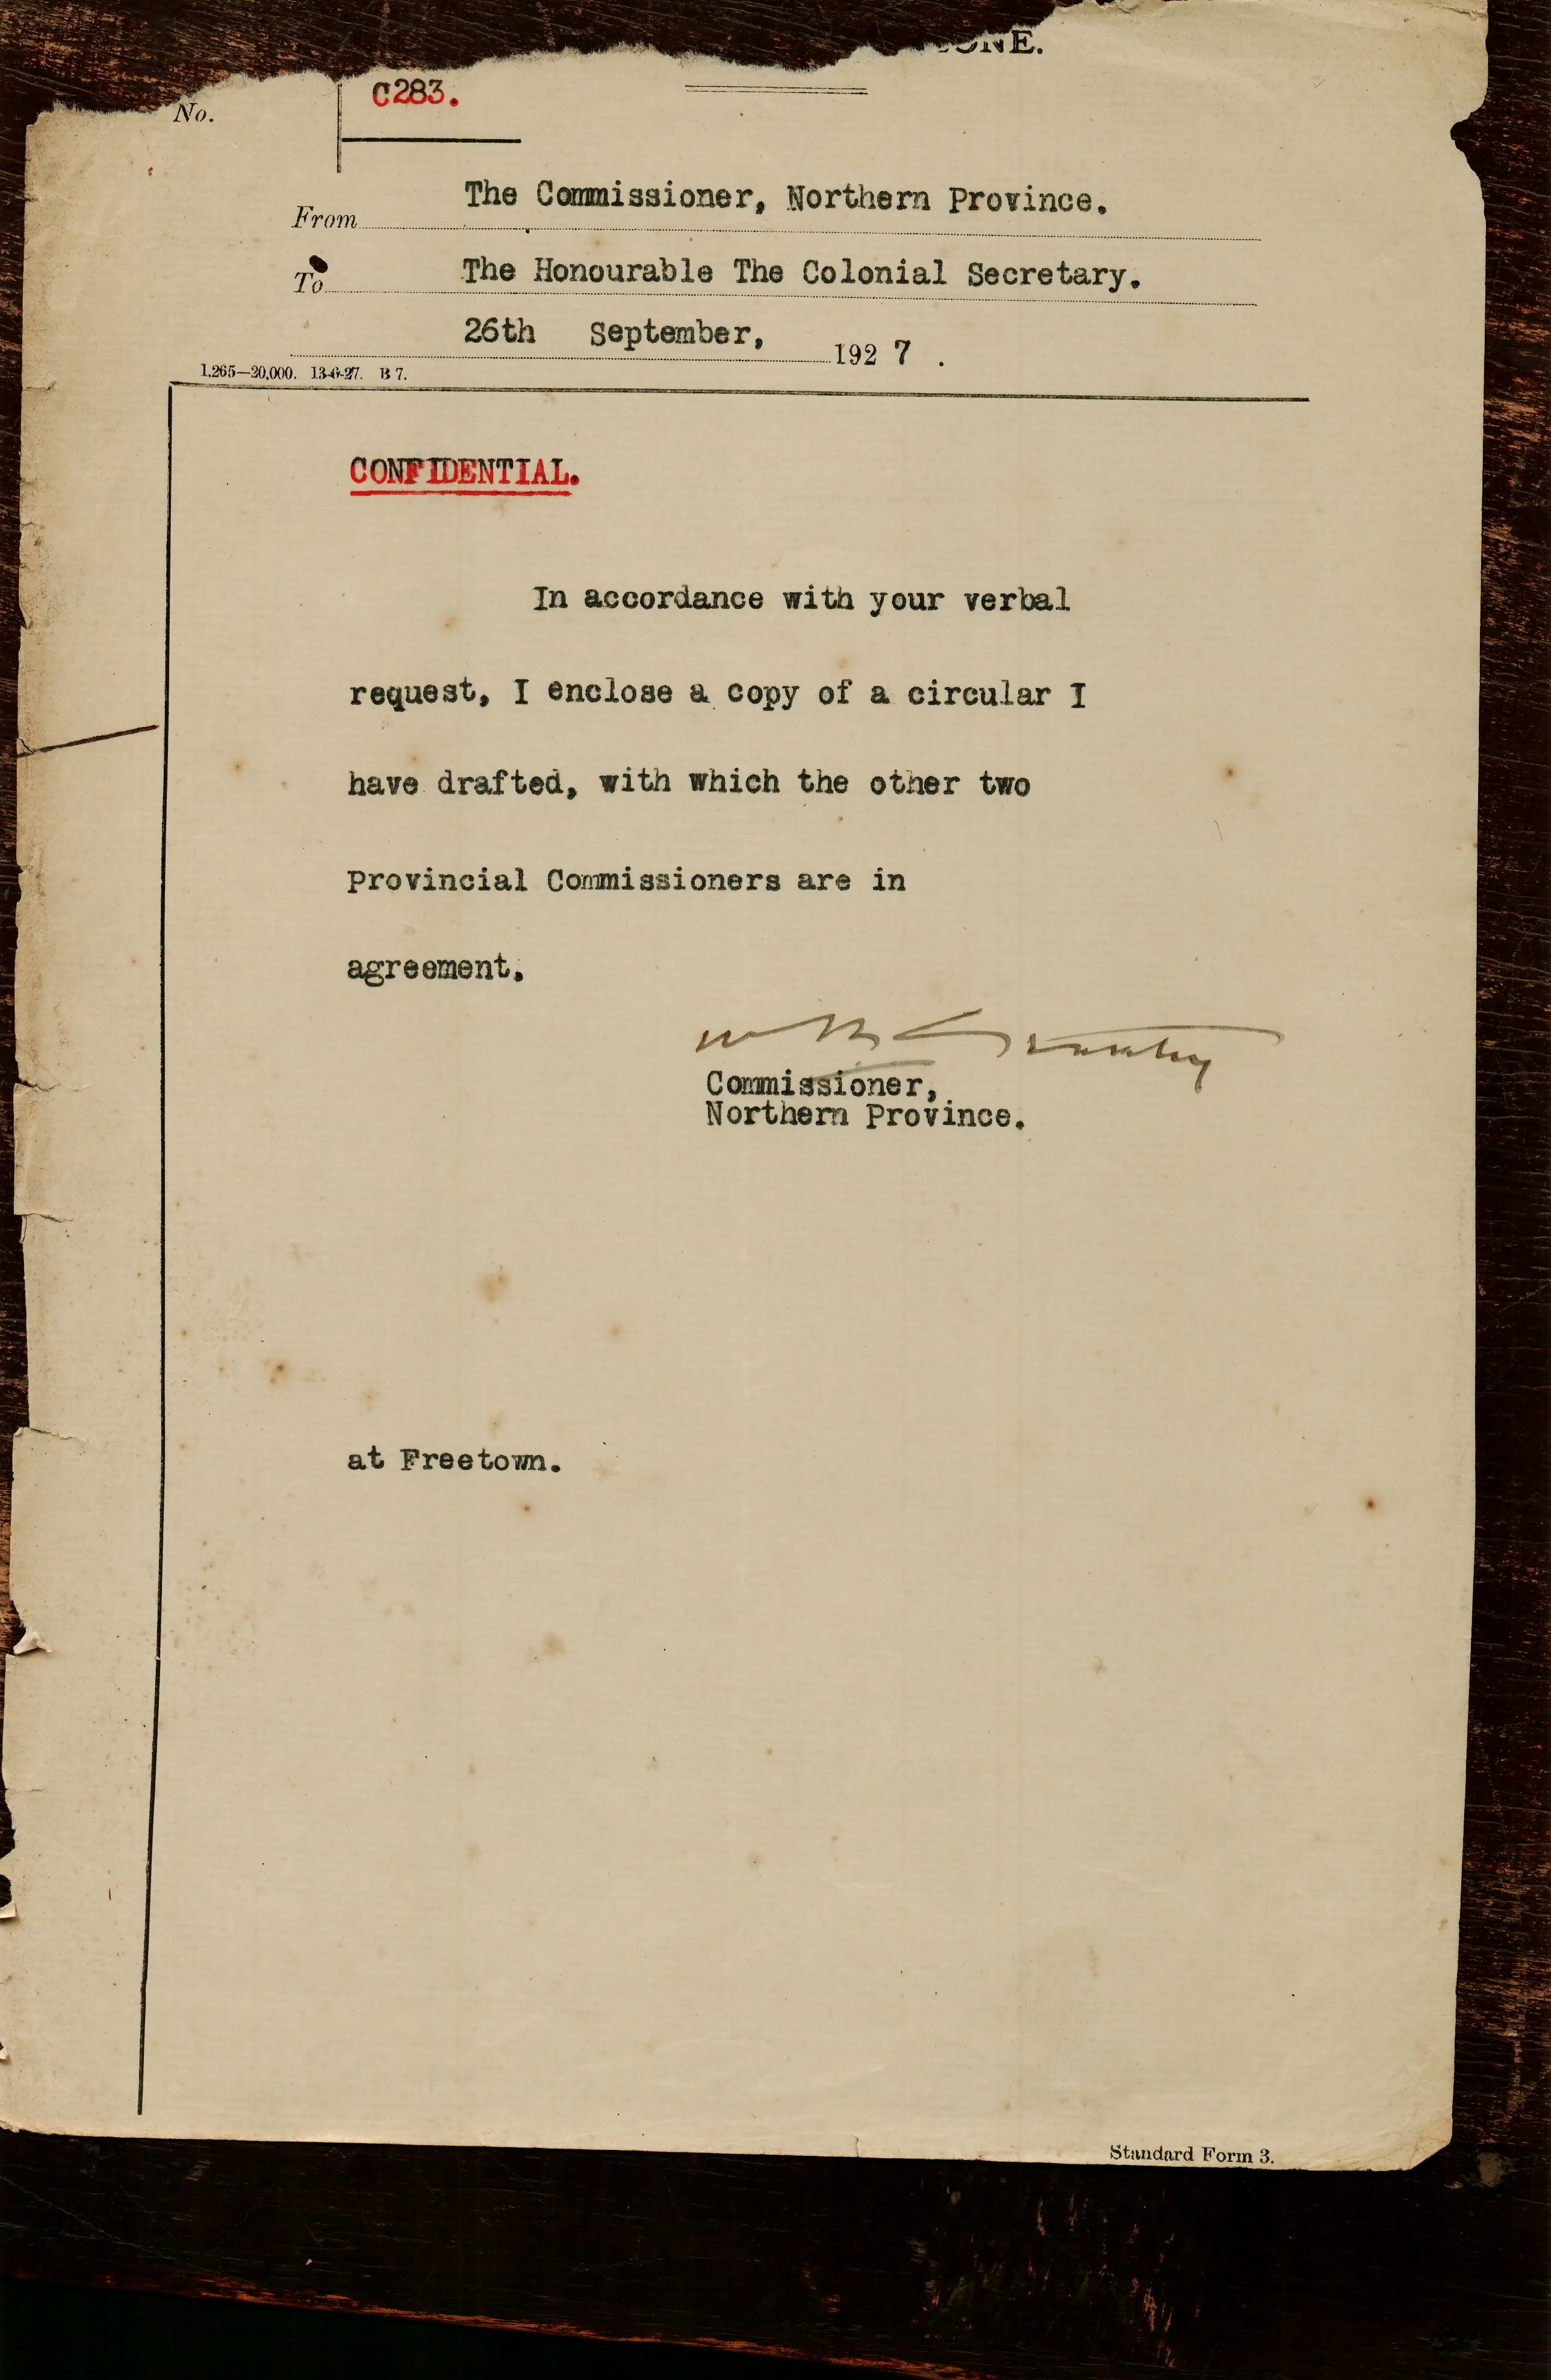 No. C283.
From The Commissioner, Northern Province.
To The Honourable The Colonial Secretary.
26th September, 1927.
1,265—20,000. 13-6-27. B 7.
CONFIDENTIAL.
In accordance with your verbal
request, I enclose a copy of a circular I
have drafted, with which the other two
Provincial Commissioners are in
agreement.
Commissioner,
Northern Province.
at Freetown.
Standard Form 3.